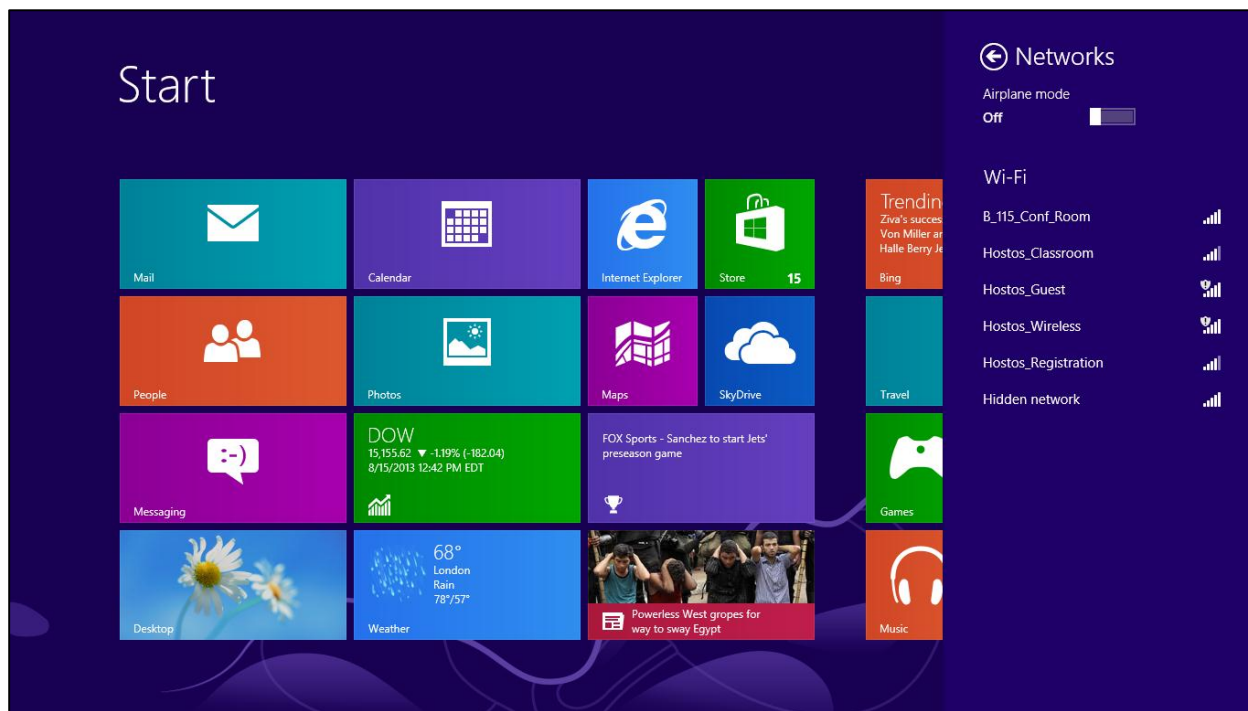 Start
Mail
Calendar
Internet Explorer
Store
15
Trendin
Ziva's succes
Von Miller ar
Halle Berry Je
Bing
People
Photos
Maps
SkyDrive
Travel
:-)
Messaging
DOW
15,155.62 ▼ -1.19% (-182.04)
8/15/2013 12:42 PM EDT
FOX Sports - Sanchez to start Jets'
preseason game
Games
Desktop
68°
London
Rain
78°/57°
Weather
Powerless West gropes for
way to sway Egypt
Music
Networks
Airplane mode
Off
Wi-Fi
B_115_Conf_Room
Hostos_Classroom
Hostos_Guest
Hostos_Wireless
Hostos_Registration
Hidden network